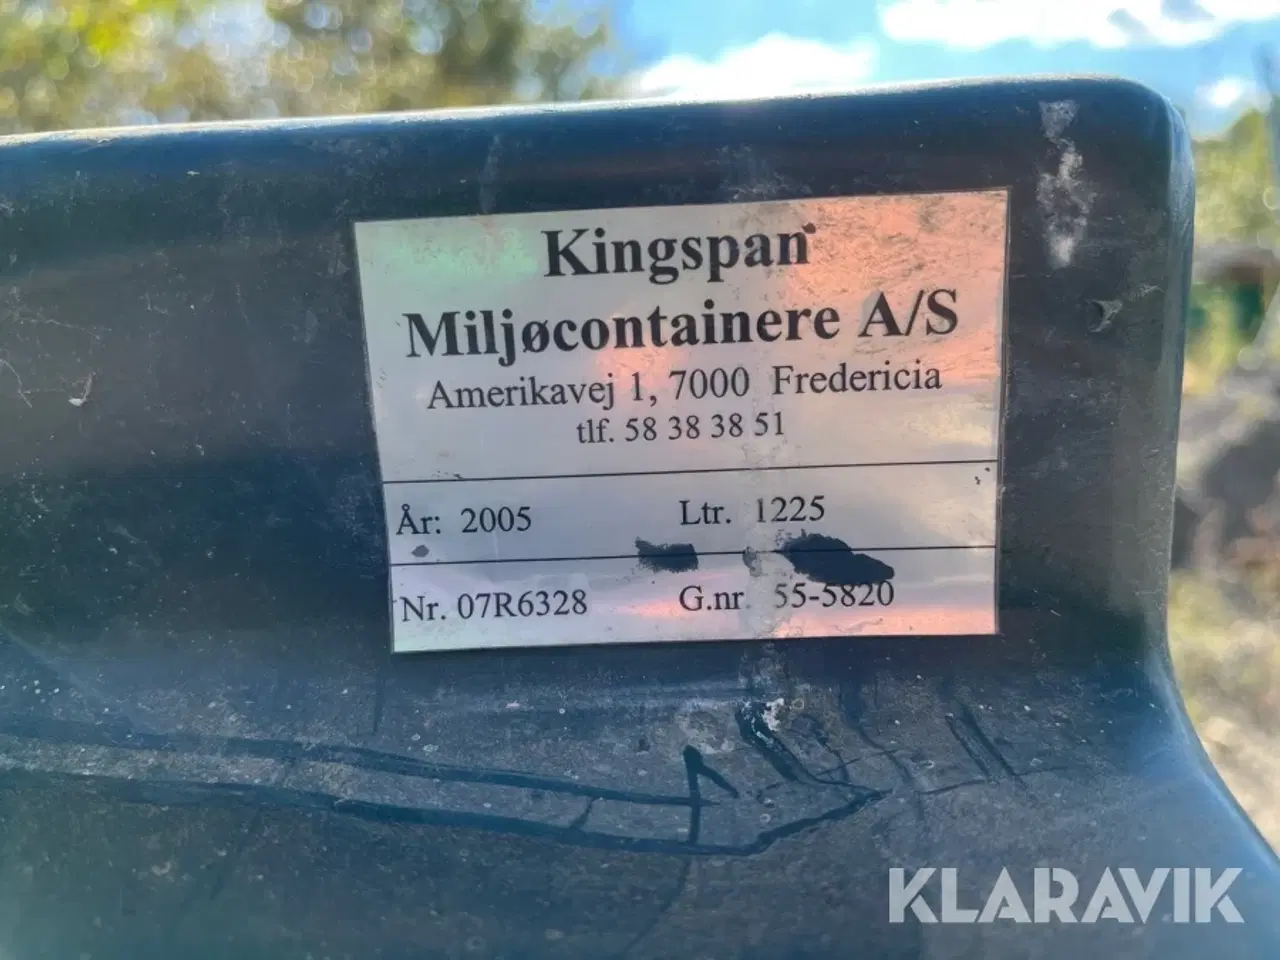 Kingspan
Miljøcontainere A/S
Amerikavej 1, 7000 Fredericia
tlf. 58 38 38 51
År: 2005 Ltr. 1225
Nr. 07R6328 G.nr. 55-5820
KLARAVIK